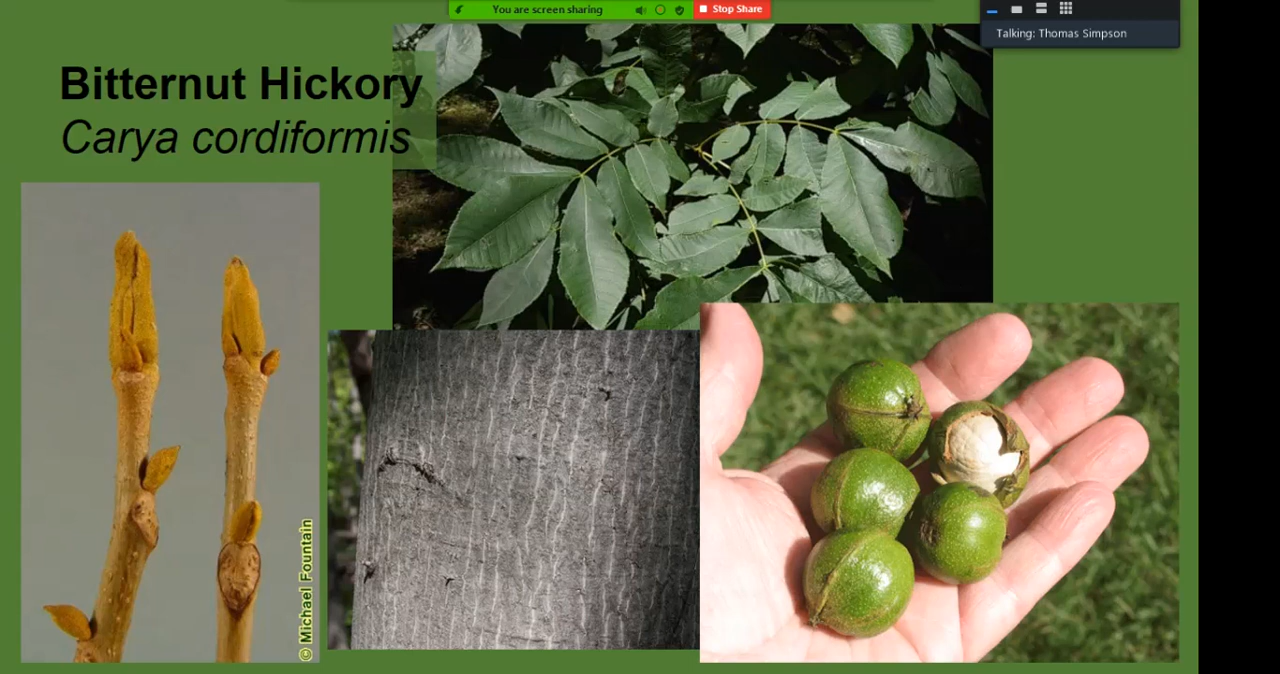 You are screen sharing
Stop Share
Talking: Thomas Simpson
Bitternut Hickory
Carya cordiformis
© Michael Fountain